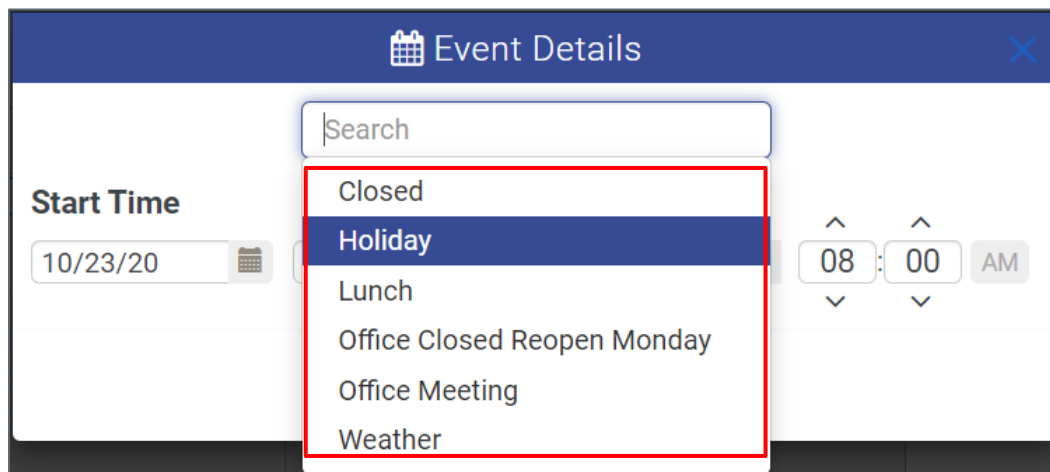 Event Details
Search
Closed
Start Time
Holiday
10/23/20
08 : 00 AM
Lunch
Office Closed Reopen Monday
Office Meeting
Weather